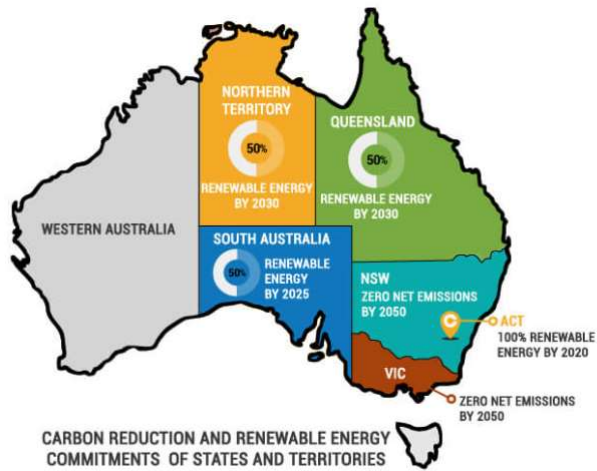 NORTHERN
TERRITORY
50%
RENEWABLE ENERGY
BY 2030
QUEENSLAND
50%
RENEWABLE ENERGY
BY 2030
WESTERN AUSTRALIA
SOUTH AUSTRALIA
50%
RENEWABLE
ENERGY
BY 2025
NSW
ZERO NET EMISSIONS
BY 2050
ACT
100% RENEWABLE
ENERGY BY 2020
VIC
ZERO NET EMISSIONS
BY 2050
CARBON REDUCTION AND RENEWABLE ENERGY
COMMITMENTS OF STATES AND TERRITORIES